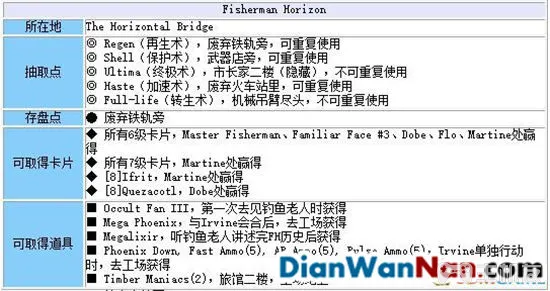 Fisherman Horizon
所在地 The Horizontal Bridge
抽取点
◎ Regen（再生术），废弃铁轨旁，可重复使用
◎ Shell（保护术），武器店旁，可重复使用
◎ Ultima（终极术），市长家二楼（隐藏），不可重复使用
◎ Haste（加速术），废弃火车站里，可重复使用
◎ Full-life（转生术），机械吊臂尽头，不可重复使用
存盘点 ● 废弃铁轨旁
可取得卡片
◆ 所有6级卡片，Master Fisherman、Familiar Face #3、Dobe、Flo、Martine处赢
得
◆ 所有7级卡片，Martine处赢得
◆ [8]Ifrit，Martine处赢得
◆ [8]Quezacotl，Dobe处赢得
可取得道具
■ Occult Fan III，第一次去见钓鱼老人时获得
■ Mega Phoenix，与Irvine会合后，去工场获得
■ Megalixir，听钓鱼老人讲述完FH历史后获得
■ Phoenix Down, Fast Ammo(5), AP Ammo(5), Pulse Ammo(5)，Irvine单独行动
时，去工场获得
■ Timber Maniacs(2)，旅馆二楼，
DianWanNan.com